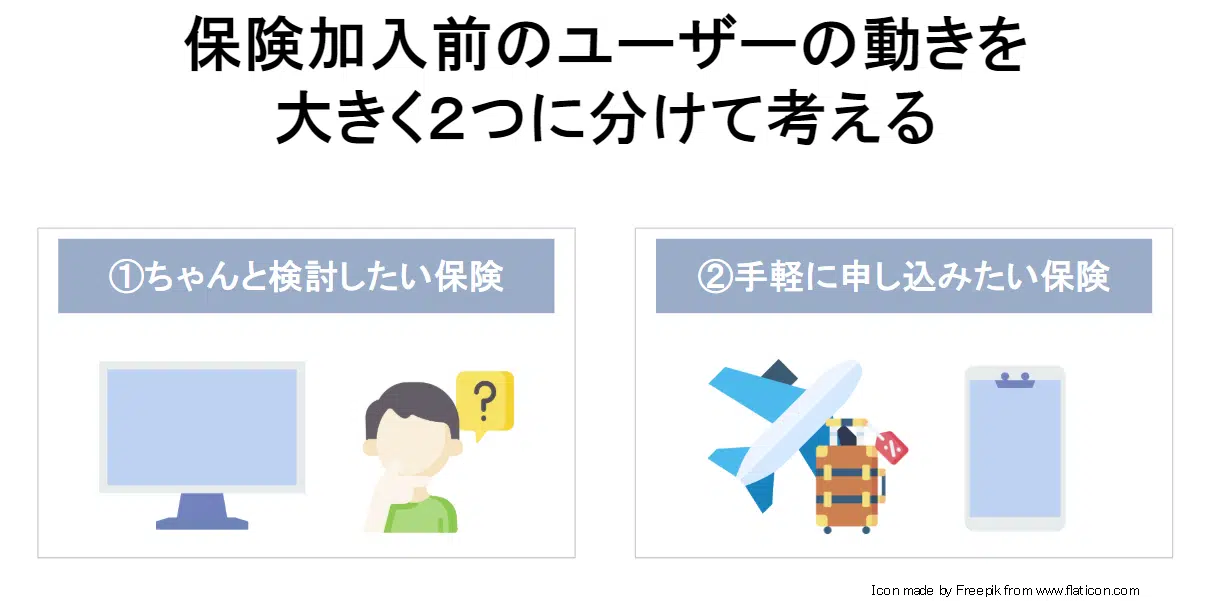 保険加入前のユーザーの動きを
大きく2つに分けて考える
①ちゃんと検討したい保険
②手軽に申し込みたい保険
?
%
Icon made by Freepik from www.flaticon.com